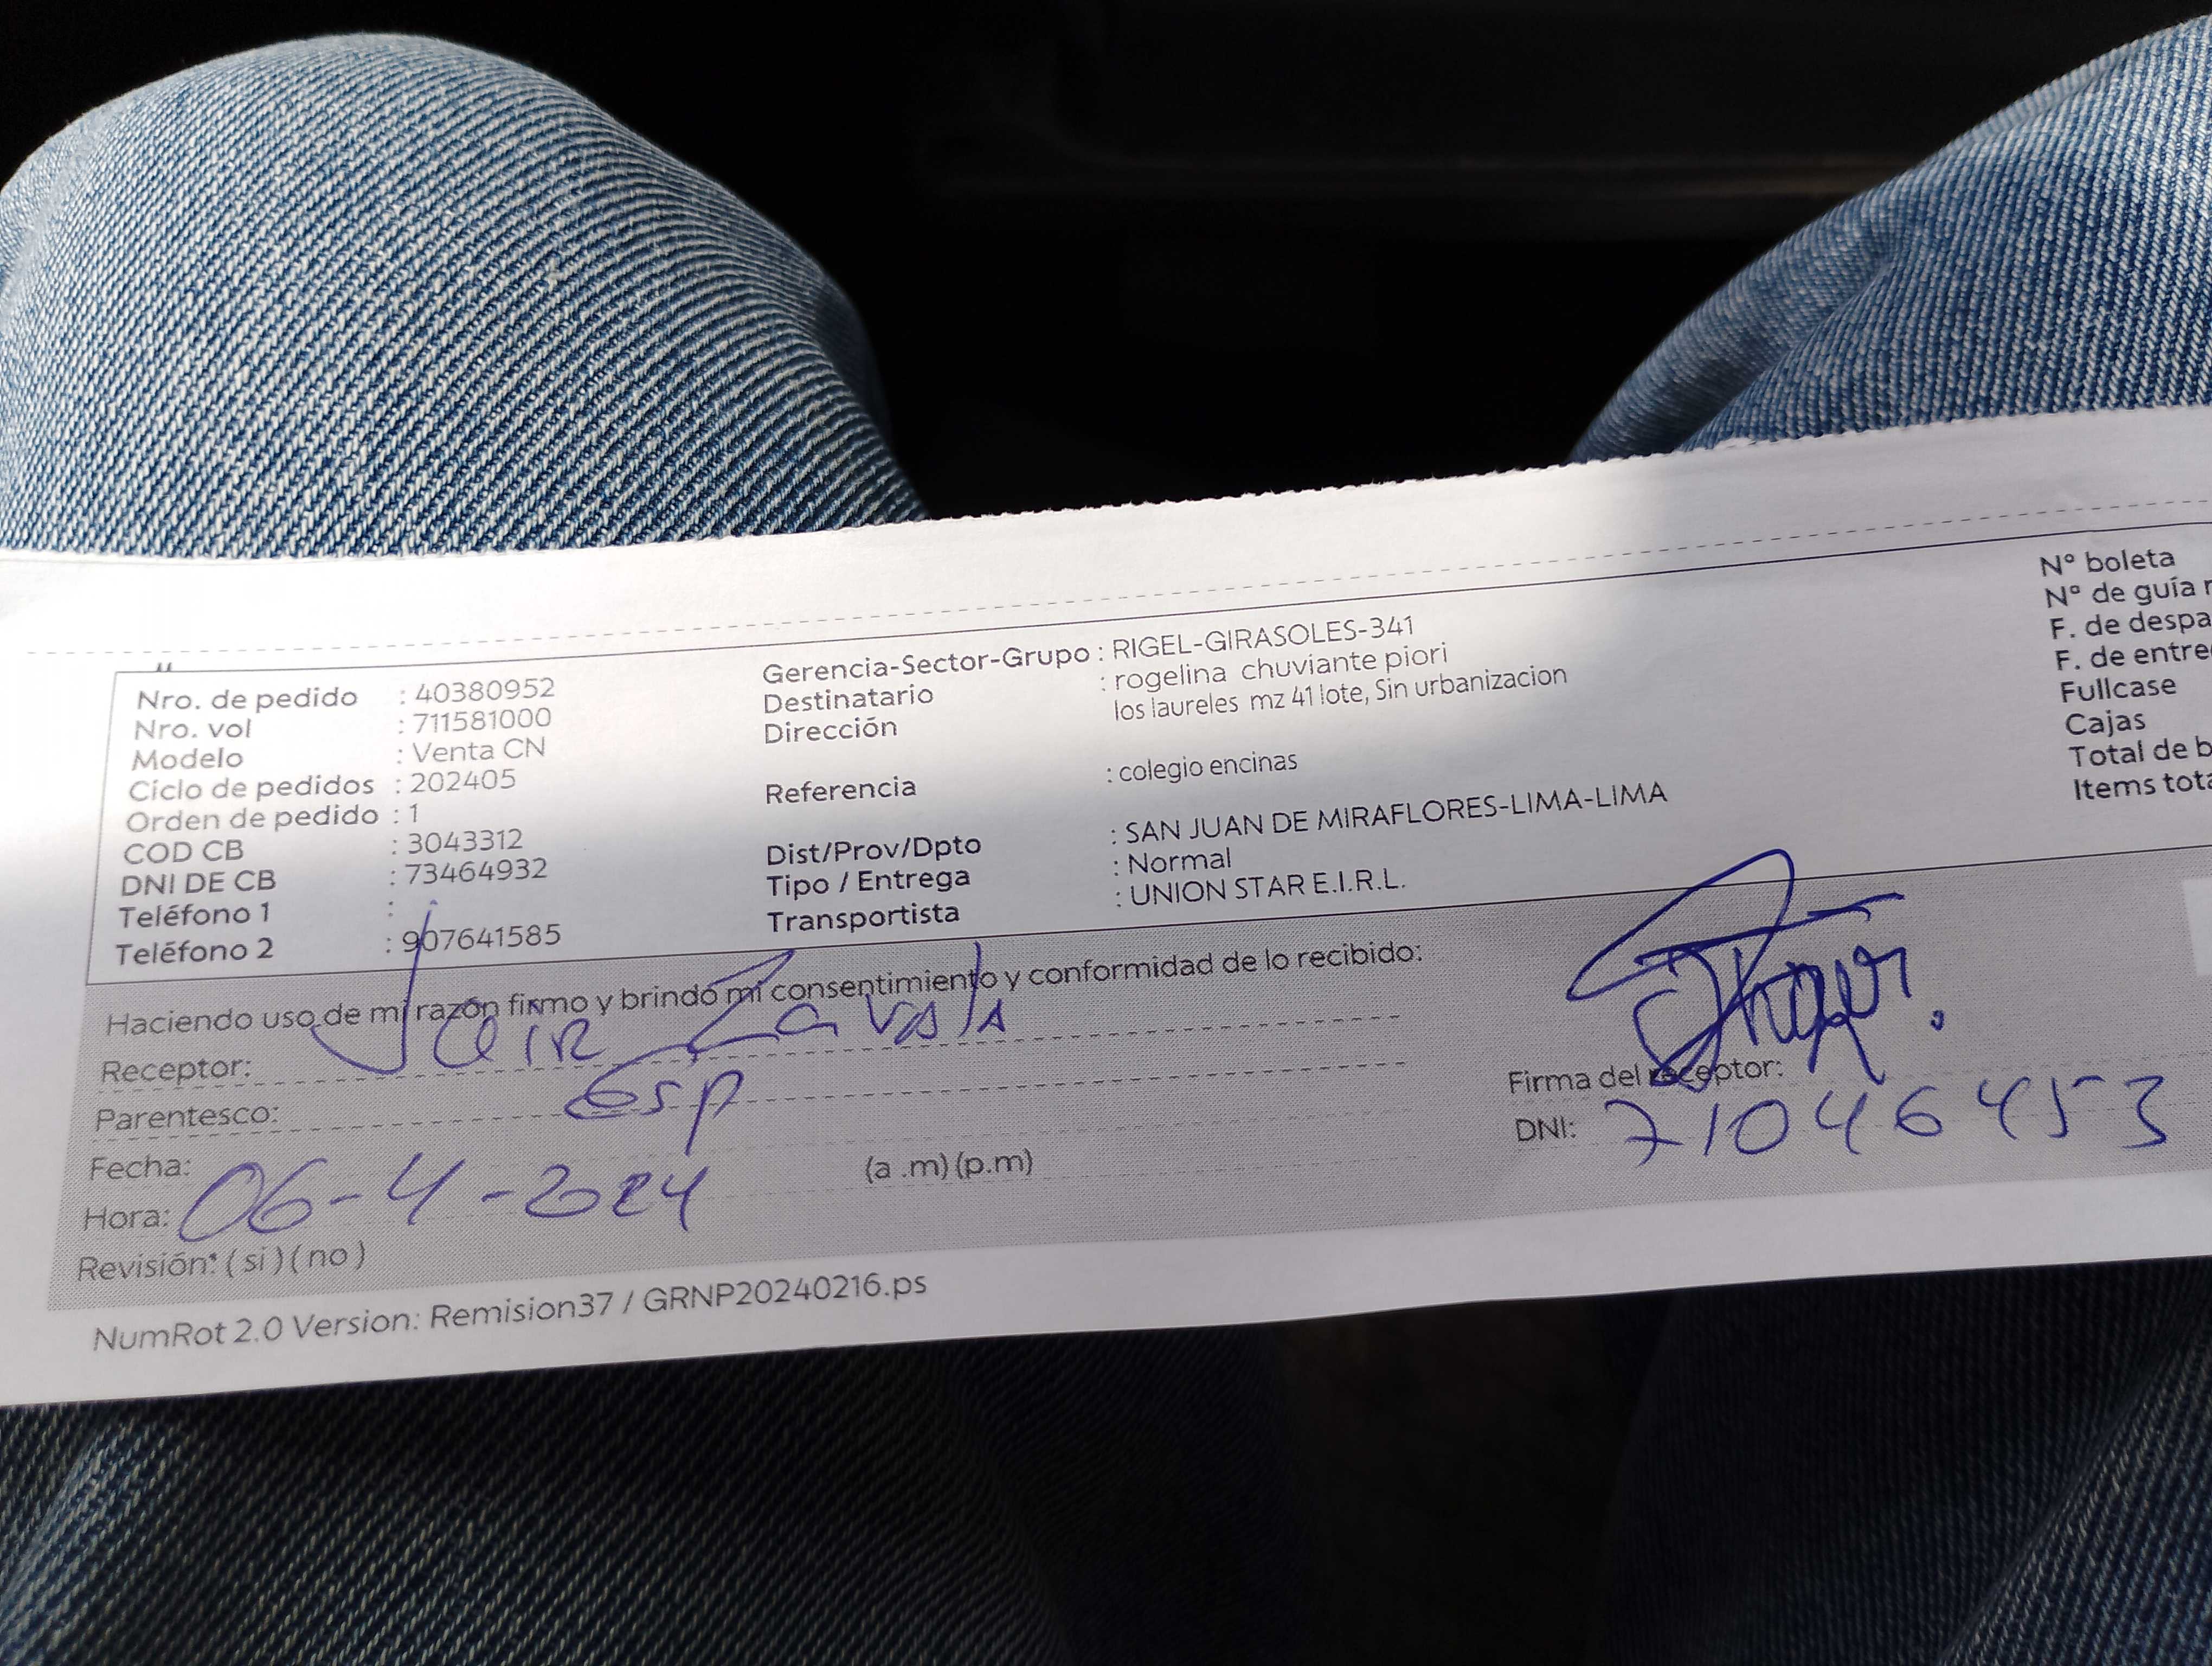 Nro. de pedido : 40380952
Nro. vol : 711581000
Modelo : Venta CN
Ciclo de pedidos : 202405
Orden de pedido : 1
COD CB : 3043312
DNI DE CB : 73464932
Teléfono 1 :
Teléfono 2 : 907641585
Gerencia-Sector-Grupo : RIGEL-GIRASOLES-341
Destinatario : rogelina chuviante piori
Dirección los laureles mz 41 lote, Sin urbanizacion
Referencia : colegio encinas
Dist/Prov/Dpto : SAN JUAN DE MIRAFLORES-LIMA-LIMA
Tipo / Entrega : Normal
Transportista : UNION STAR E.I.R.L.
N° boleta
N° de guía r
F. de despa
F. de entre
Fullcase
Cajas
Total de b
Items tota
Haciendo uso de mi razón firmo y brindo mi consentimiento y conformidad de lo recibido:
Receptor: Jair Zavala
Parentesco: Esp
Fecha: (a .m) (p.m)
Hora: 06-4-2024
Revisión: ( si ) ( no )
Firma del receptor:
DNI: 71046453
NumRot 2.0 Version: Remision37 / GRNP20240216.ps